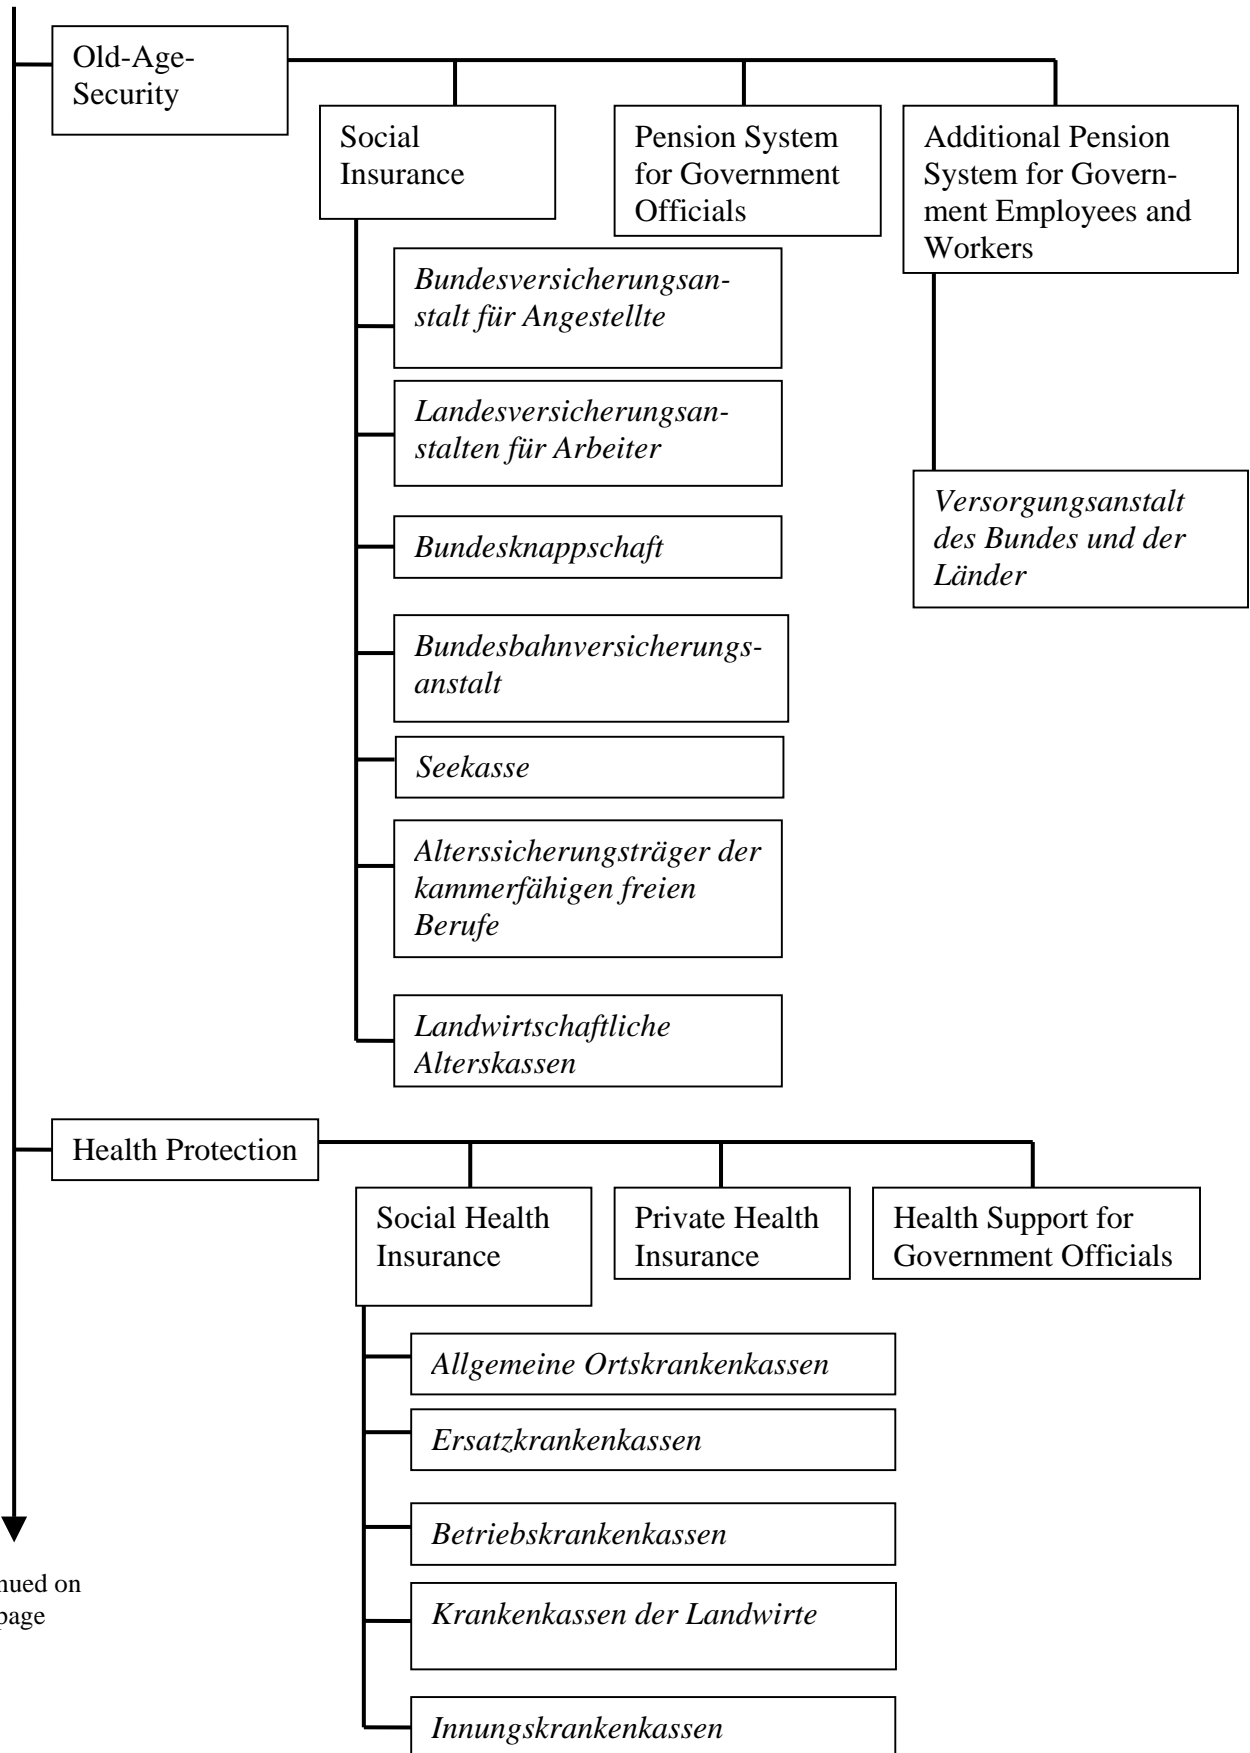 Old-Age-
Security
Social
Insurance
Pension System
for Government
Officials
Additional Pension
System for Govern-
ment Employees and
Workers
Bundesversicherungsan-
stalt für Angestellte
Landesversicherungsan-
stalten für Arbeiter
Bundesknappschaft
Versorgungsanstalt
des Bundes und der
Länder
Bundesbahnversicherungs-
anstalt
Seekasse
Alterssicherungsträger der
kammerfähigen freien
Berufe
Landwirtschaftliche
Alterskassen
Health Protection
Social Health
Insurance
Private Health
Insurance
Health Support for
Government Officials
Allgemeine Ortskrankenkassen
Ersatzkrankenkassen
Betriebskrankenkassen
Krankenkassen der Landwirte
Innungskrankenkassen
nued on
page